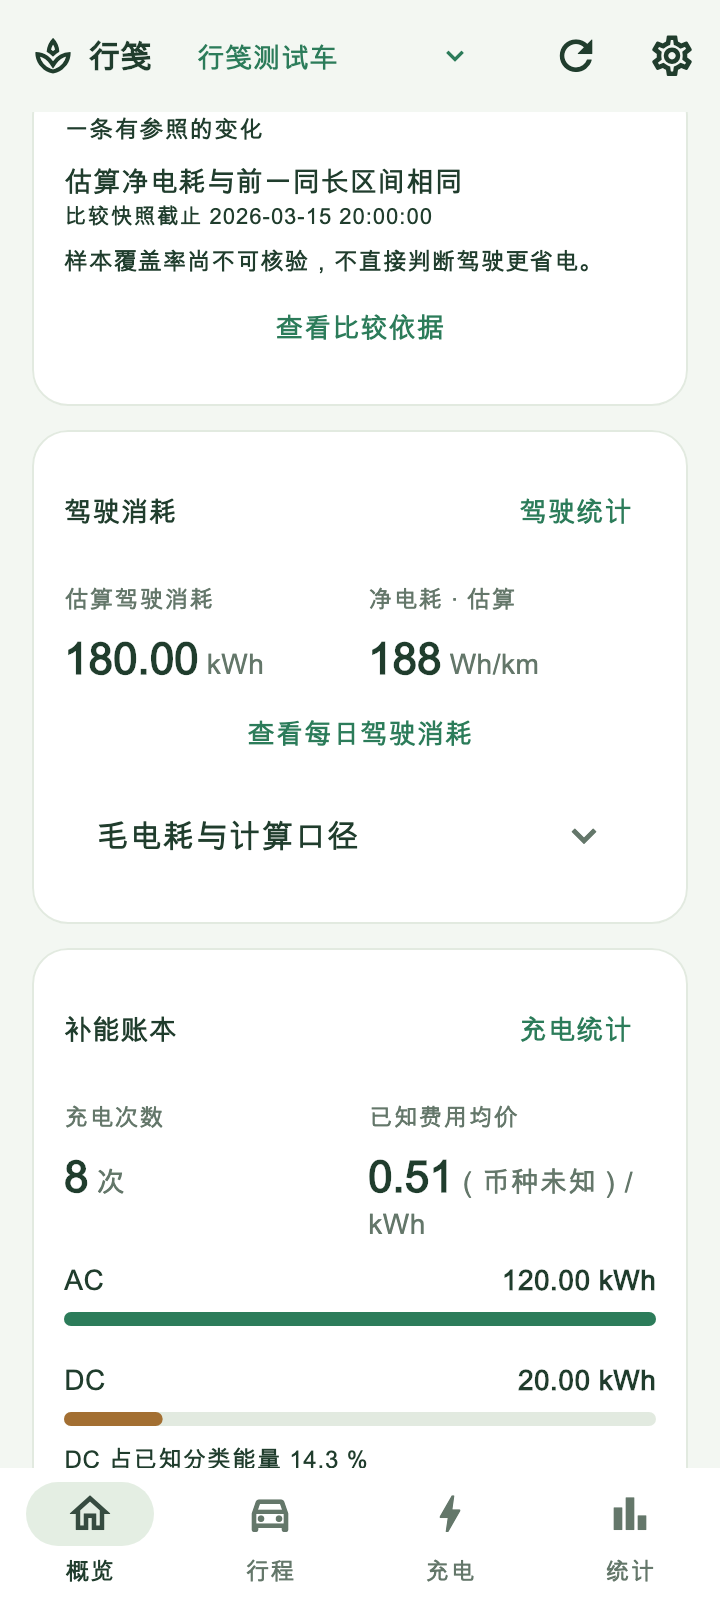 行笺
行笺测试车
一条有参照的变化
估算净电耗与前一同长区间相同
比较快照截止 2026-03-15 20:00:00
样本覆盖率尚不可核验，不直接判断驾驶更省电。
查看比较依据
驾驶消耗
驾驶统计
估算驾驶消耗
净电耗 · 估算
180.00 kWh
188 Wh/km
查看每日驾驶消耗
毛电耗与计算口径
补能账本
充电统计
充电次数
已知费用均价
8 次
0.51（币种未知）/
kWh
AC
120.00 kWh
DC
20.00 kWh
DC 占已知分类能量 14.3 %
概览
行程
充电
统计